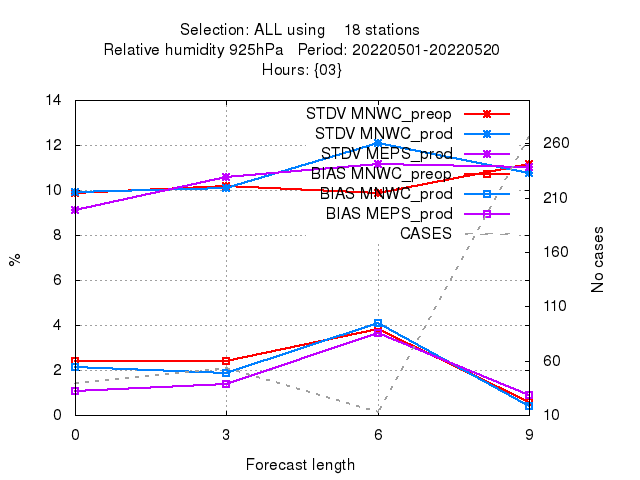 Selection: ALL using 18 stations
Relative humidity 925hPa Period: 20220501-20220520
Hours: {03}
STDV MNWC_preop
STDV MNWC_prod
STDV MEPS_prod
BIAS MNWC_preop
BIAS MNWC_prod
BIAS MEPS_prod
CASES
%
14
12
10
8
6
4
2
0
No cases
260
210
160
110
60
10
0 3 6 9
Forecast length